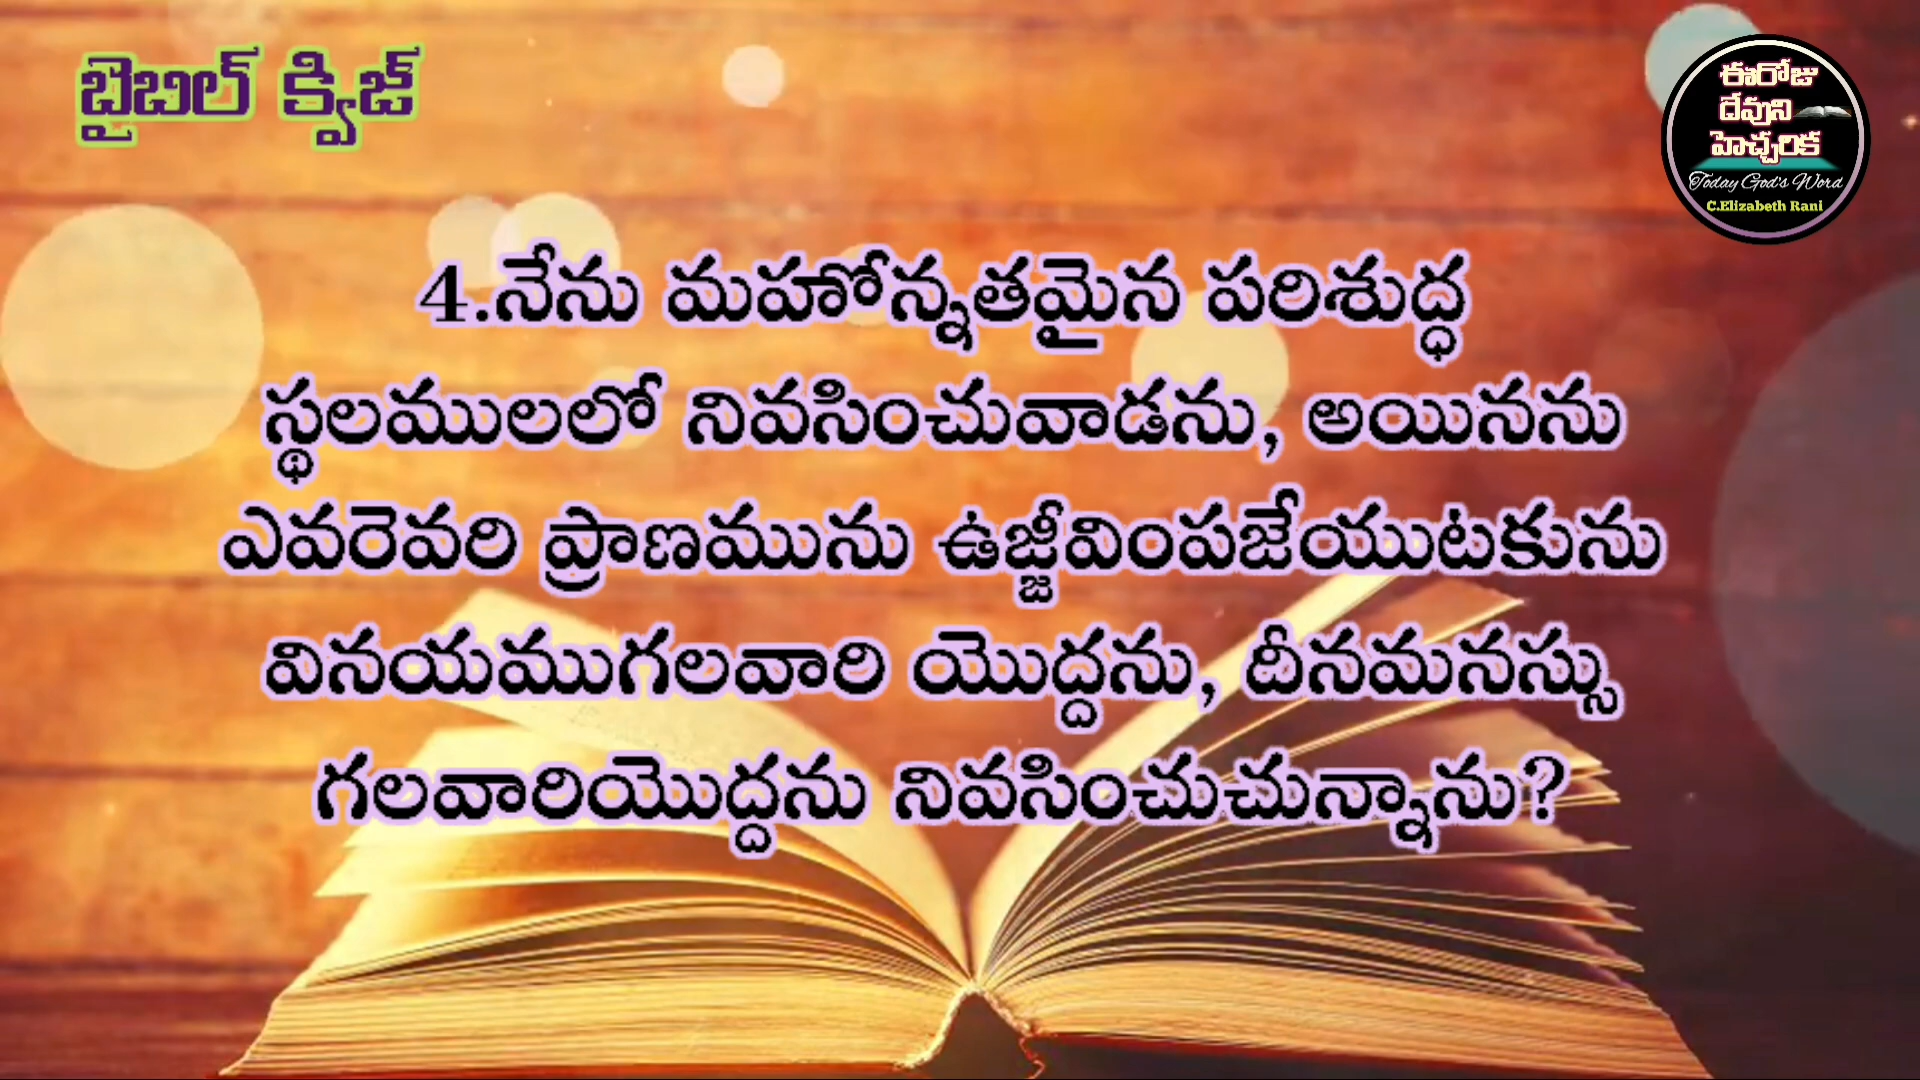 బైబిల్ క్విజ్
ఈరోజు
దేవుని
హెచ్చరిక
Today God's Word
C.Elizabeth Rani
4.నేను మహోన్నతమైన పరిశుద్ధ
స్థలములలో నివసించువాడను, అయినను
ఎవరెవరి ప్రాణమును ఉజ్జీవింపజేయుటకును
వినయముగలవారి యొద్దను, దీనమనస్సు
గలవారియొద్దను నివసించుచున్నాను?